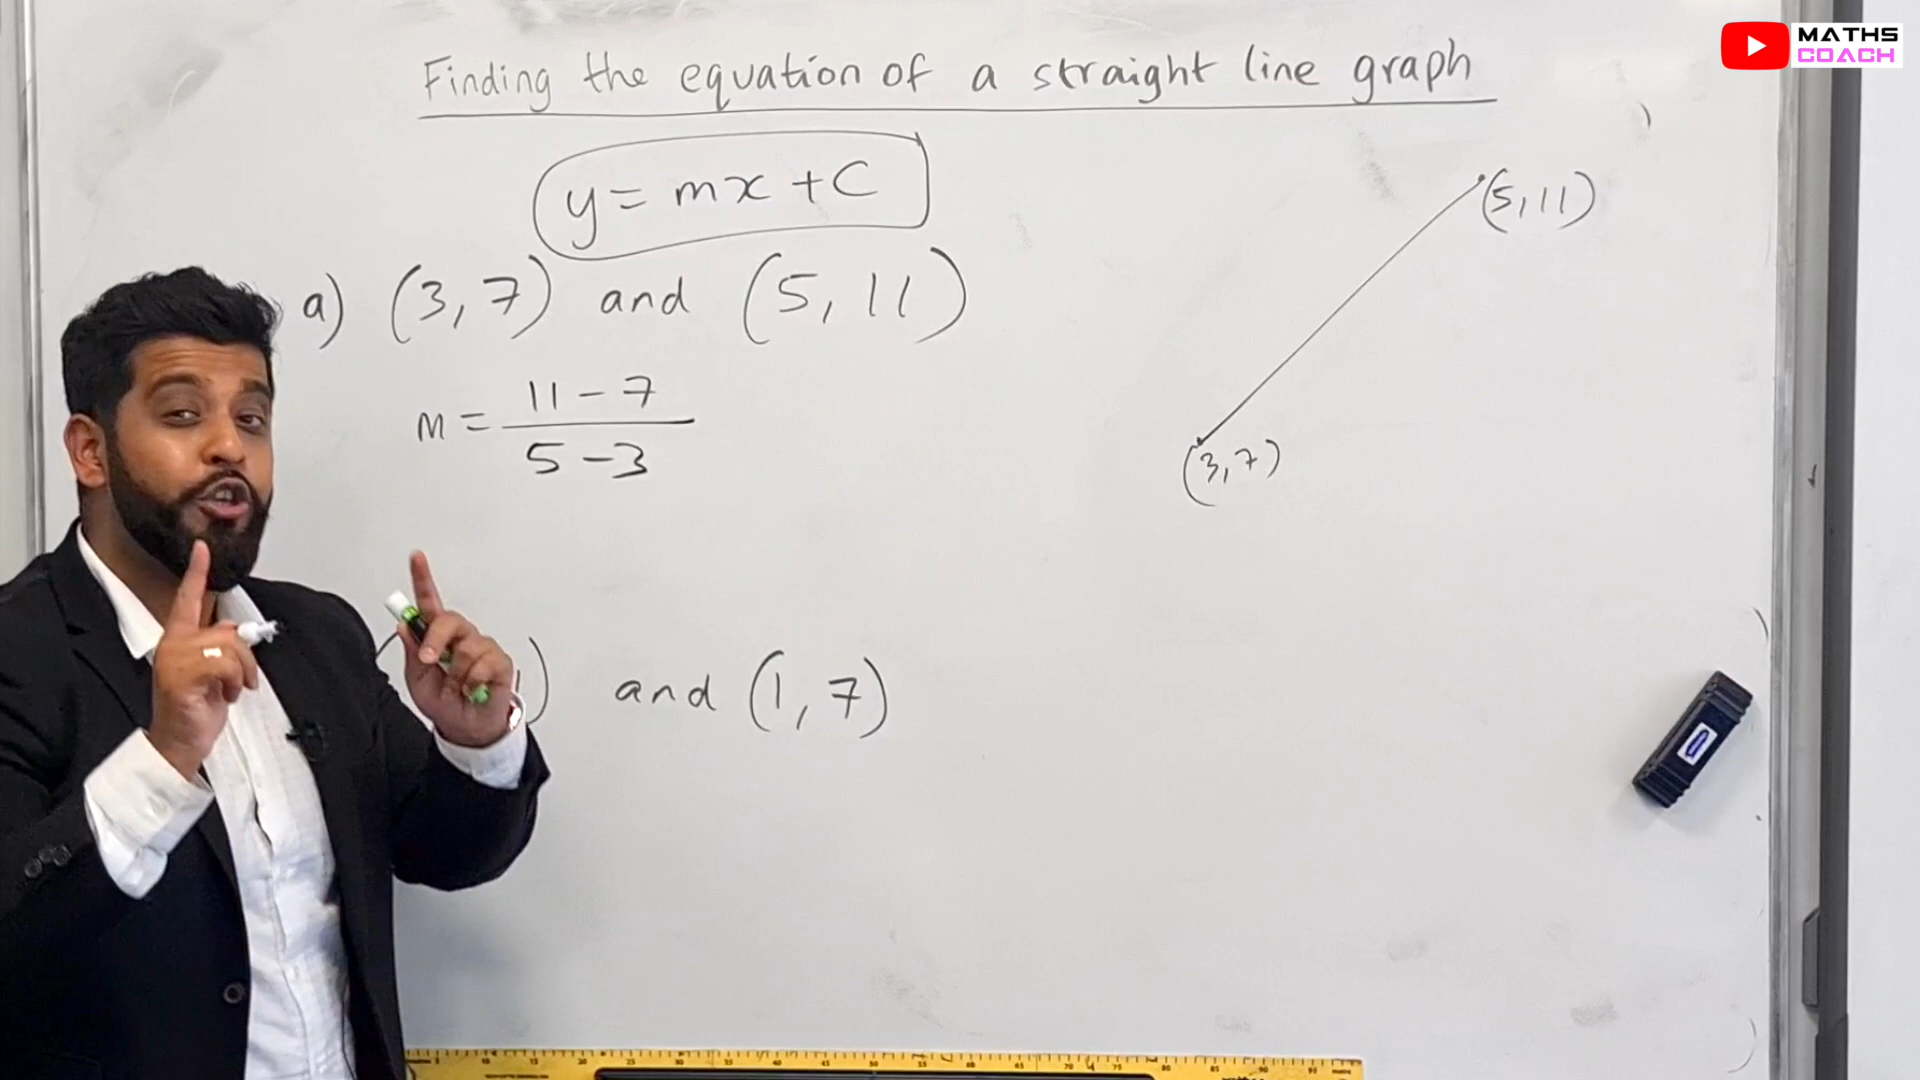 MATHS
COACH
Finding the equation of a straight line graph
y = mx + C
a) (3, 7) and (5, 11)
m = 11 - 7
5 - 3
(5, 11)
(3, 7)
) and (1, 7)